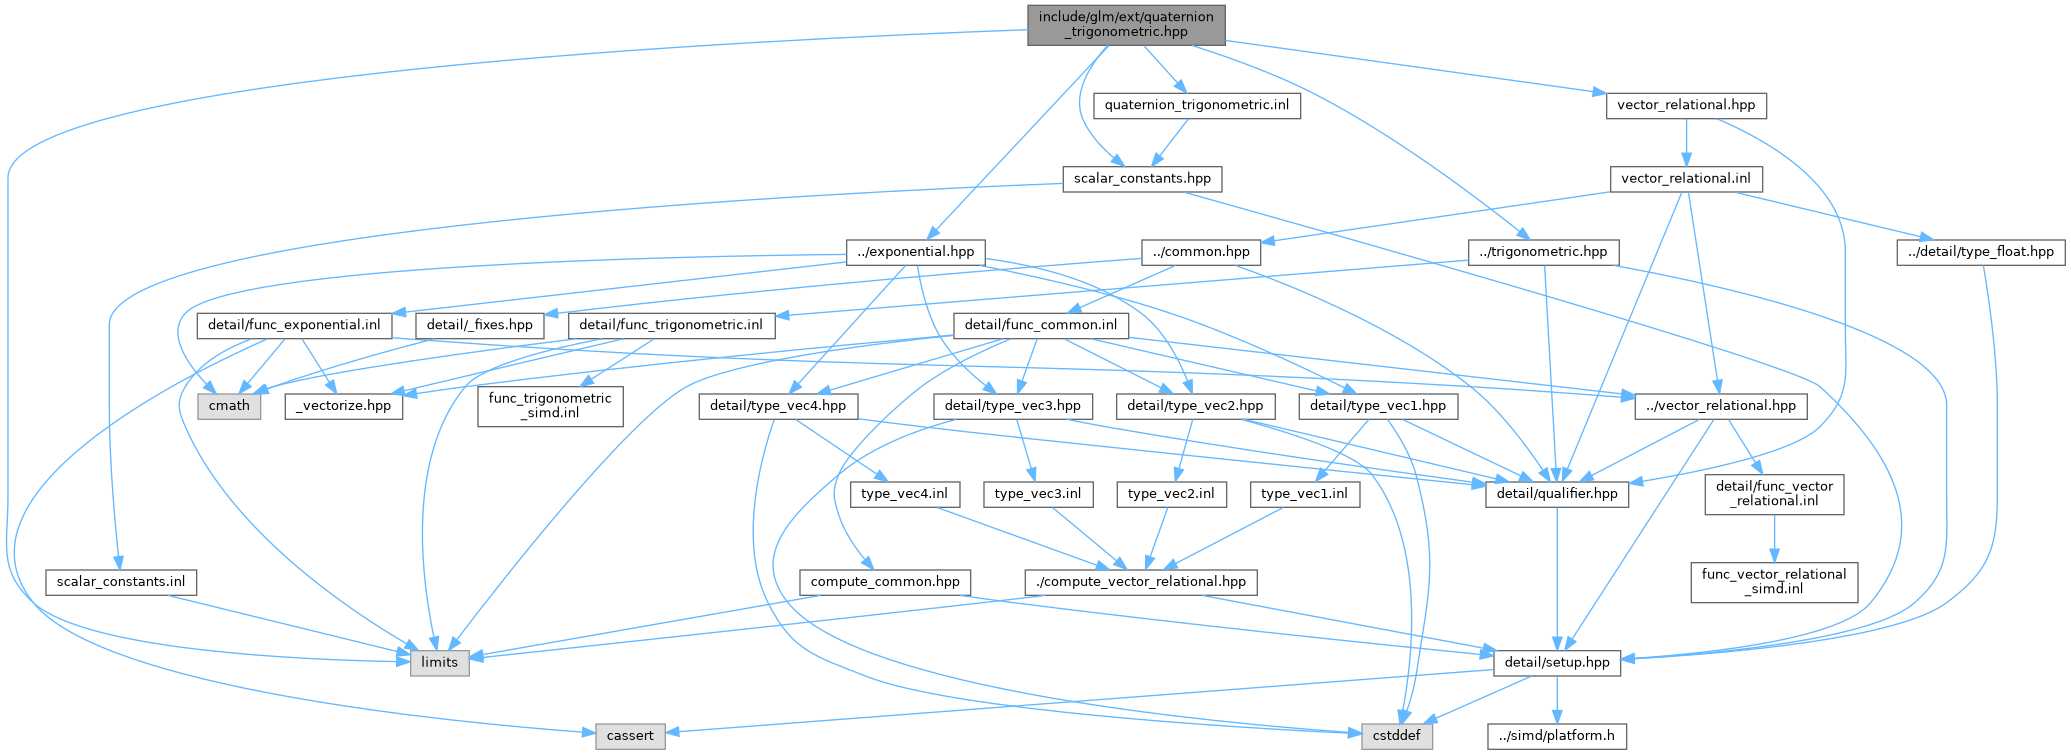 include/glm/ext/quaternion
_trigonometric.hpp
quaternion_trigonometric.inl
vector_relational.hpp
scalar_constants.hpp
vector_relational.inl
../exponential.hpp
../common.hpp
../trigonometric.hpp
../detail/type_float.hpp
detail/func_exponential.inl
detail/_fixes.hpp
detail/func_trigonometric.inl
detail/func_common.inl
cmath
_vectorize.hpp
func_trigonometric
_simd.inl
detail/type_vec4.hpp
detail/type_vec3.hpp
detail/type_vec2.hpp
detail/type_vec1.hpp
../vector_relational.hpp
type_vec4.inl
type_vec3.inl
type_vec2.inl
type_vec1.inl
detail/qualifier.hpp
detail/func_vector
_relational.inl
scalar_constants.inl
compute_common.hpp
./compute_vector_relational.hpp
func_vector_relational
_simd.inl
limits
detail/setup.hpp
cassert
cstddef
../simd/platform.h